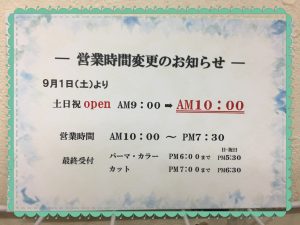 ― 営業時間変更のお知らせ ―
9月1日(土)より
土日祝 open AM9:00 ➡ AM10:00
営業時間 AM10:00 ～ PM7:30
日・祝日
最終受付 パーマ・カラー PM6:00まで PM5:30
カット PM7:00まで PM6:30